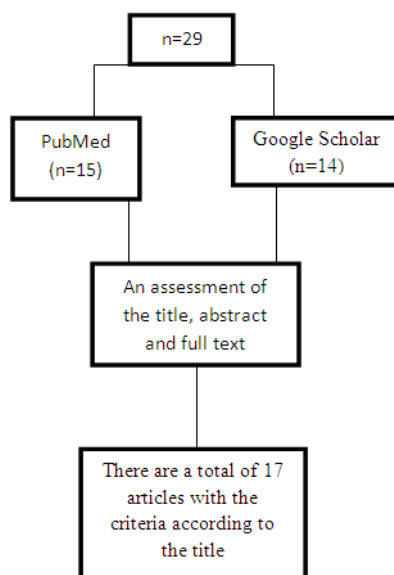 n=29
PubMed
(n=15)
Google Scholar
(n=14)
An assessment of
the title, abstract
and full text
There are a total of 17
articles with the
criteria according to
the title